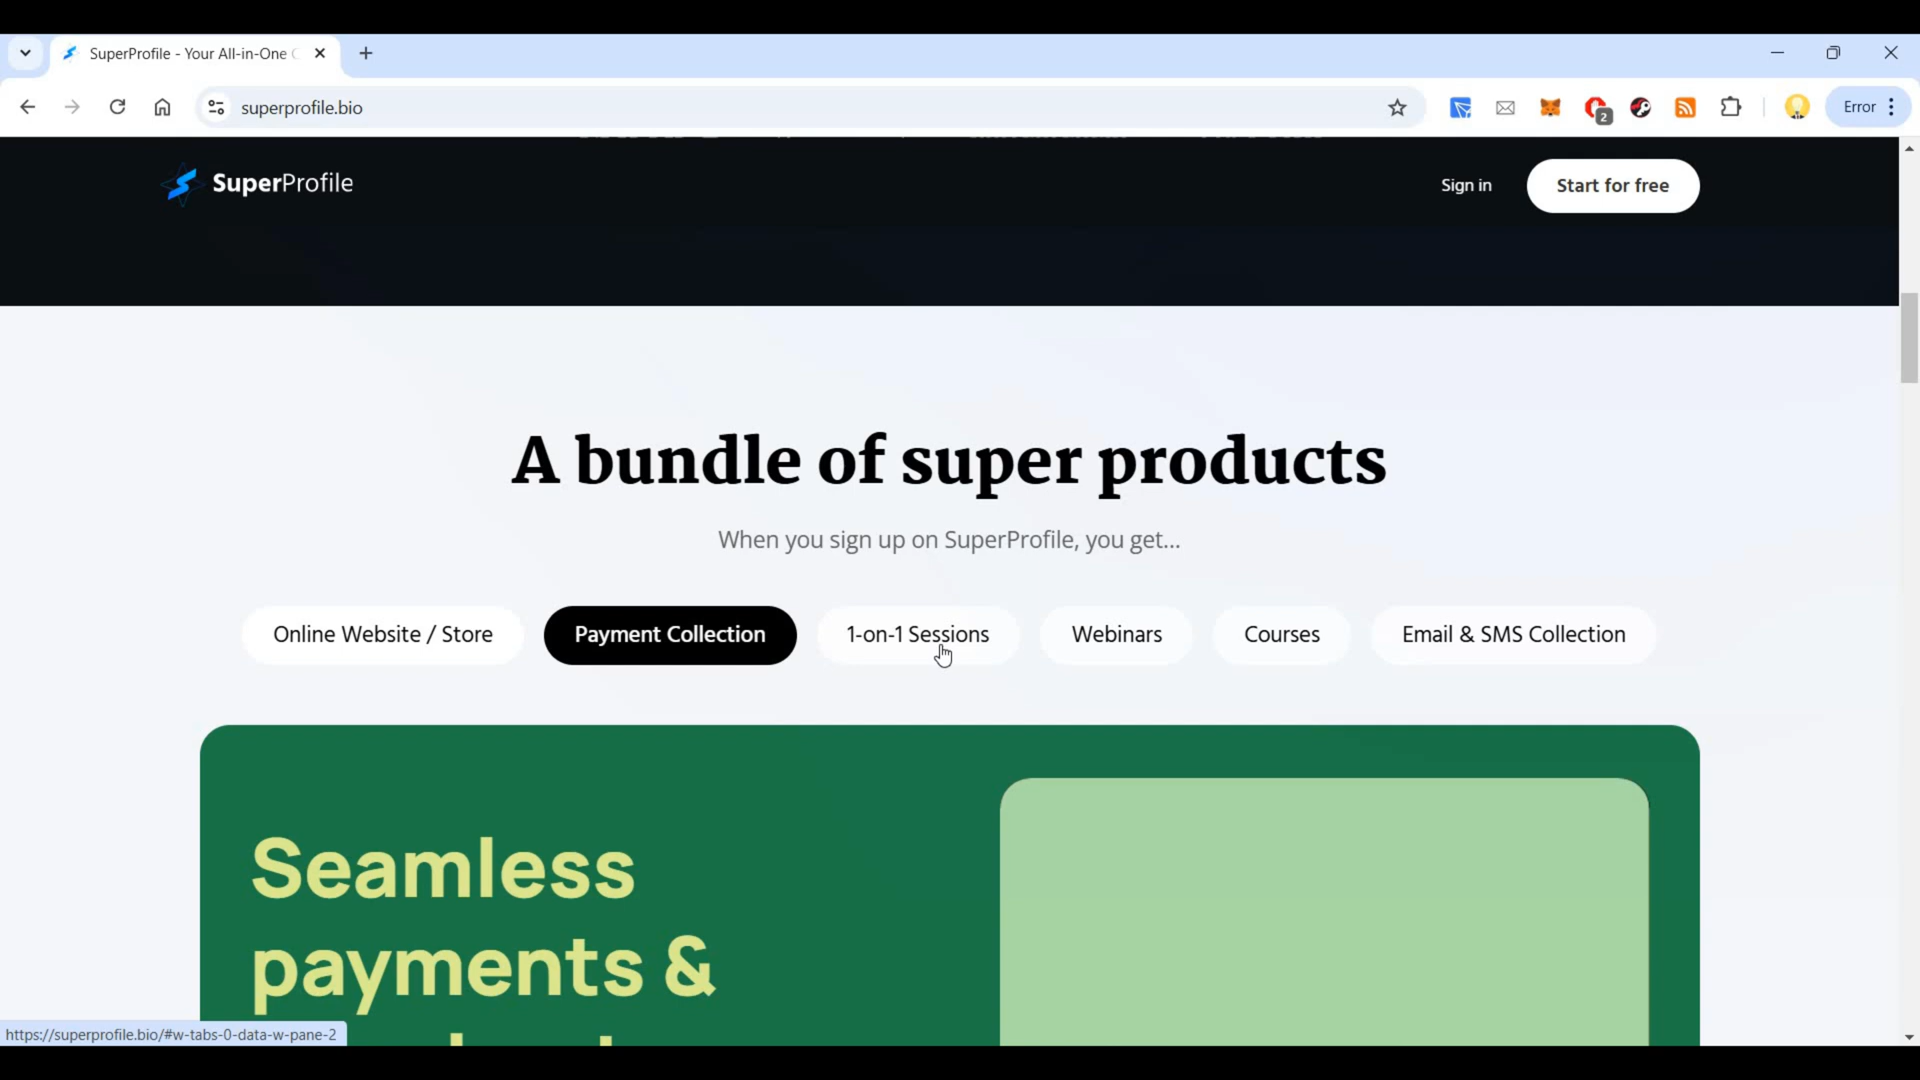 SuperProfile - Your All-in-One
superprofile.bio
2
Error
SuperProfile
Sign in
Start for free
A bundle of super products
When you sign up on SuperProfile, you get...
Online Website / Store
Payment Collection
1-on-1 Sessions
Webinars
Courses
Email & SMS Collection
Seamless
payments &
https://superprofile.bio/#w-tabs-0-data-w-pane-2